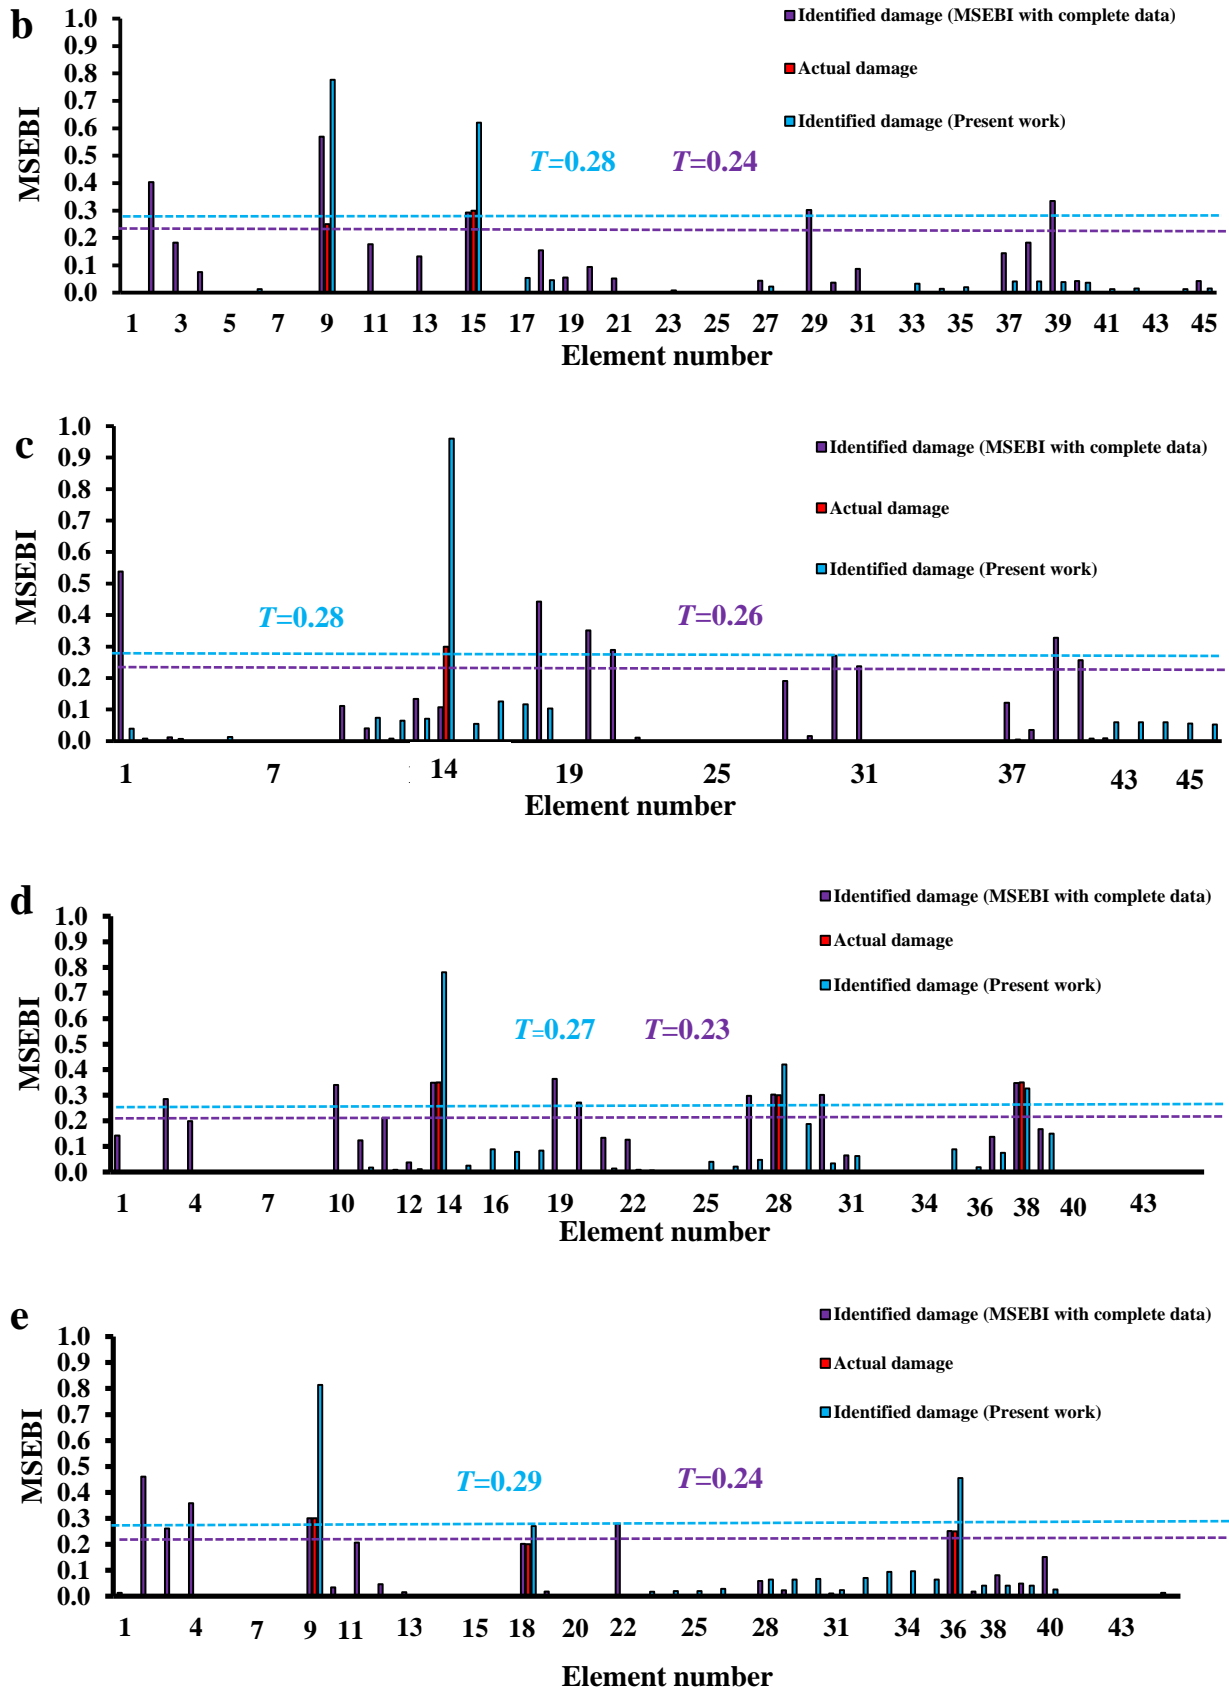 b
1.0
0.9
0.8
0.7
0.6
0.5
0.4
0.3
0.2
0.1
0.0
MSEBI
Identified damage (MSEBI with complete data)
Actual damage
Identified damage (Present work)
T=0.28 T=0.24
1 3 5 7 9 11 13 15 17 19 21 23 25 27 29 31 33 35 37 39 41 43 45
Element number
c
1.0
0.9
0.8
0.7
0.6
0.5
0.4
0.3
0.2
0.1
0.0
MSEBI
Identified damage (MSEBI with complete data)
Actual damage
Identified damage (Present work)
T=0.28 T=0.26
1 7 14 19 25 31 37 43 45
Element number
d
1.0
0.9
0.8
0.7
0.6
0.5
0.4
0.3
0.2
0.1
0.0
MSEBI
Identified damage (MSEBI with complete data)
Actual damage
Identified damage (Present work)
T=0.27 T=0.23
1 4 7 10 12 14 16 19 22 25 28 31 34 36 38 40 43
Element number
e
1.0
0.9
0.8
0.7
0.6
0.5
0.4
0.3
0.2
0.1
0.0
MSEBI
Identified damage (MSEBI with complete data)
Actual damage
Identified damage (Present work)
T=0.29 T=0.24
1 4 7 9 11 13 15 18 20 22 25 28 31 34 36 38 40 43
Element number